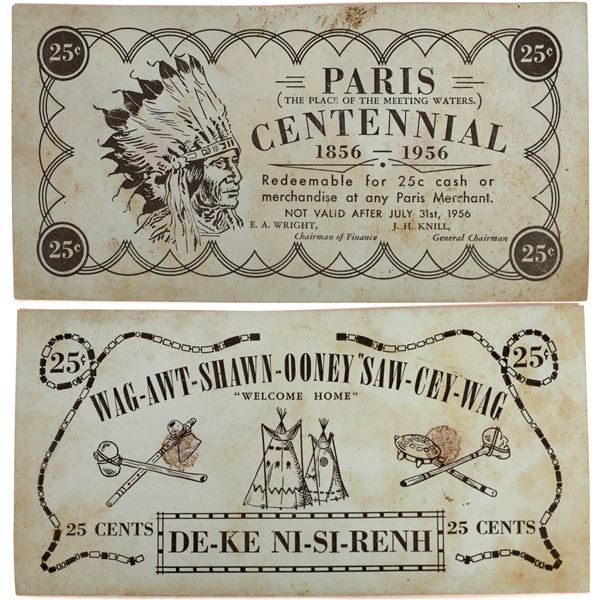 25¢ 25¢
PARIS
(THE PLACE OF THE MEETING WATERS.)
CENTENNIAL
1856 — 1956
Redeemable for 25c cash or
merchandise at any Paris Merchant.
NOT VALID AFTER JULY 31st, 1956
E. A. WRIGHT, J. H. KNILL,
Chairman of Finance General Chairman
25¢ 25¢
25¢ 25¢
WAG-AWT-SHAWN-OONEY "SAW-CEY-WAG
"WELCOME HOME"
25 CENTS 25 CENTS
DE-KE NI-SI-RENH